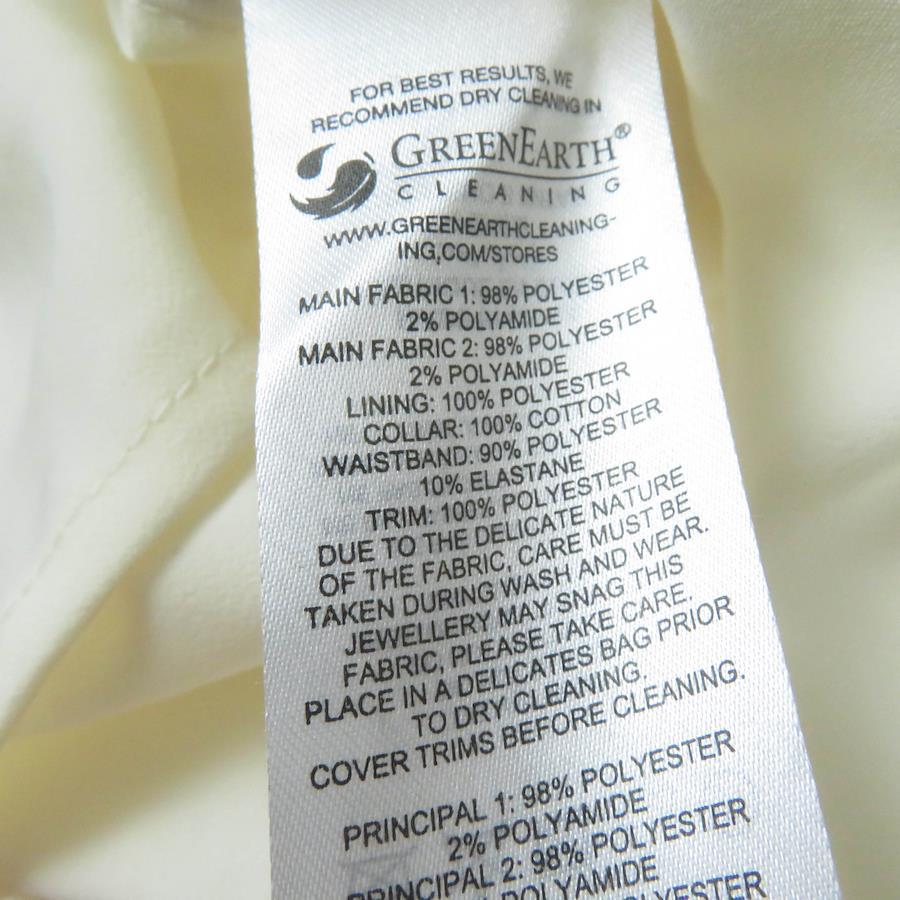 FOR BEST RESULTS, WE
RECOMMEND DRY CLEANING IN
GREENEARTH®
CLEANING
WWW.GREENEARTHCLEANING-
ING,COM/STORES
MAIN FABRIC 1: 98% POLYESTER
2% POLYAMIDE
MAIN FABRIC 2: 98% POLYESTER
2% POLYAMIDE
LINING: 100% POLYESTER
COLLAR: 100% COTTON
WAISTBAND: 90% POLYESTER
10% ELASTANE
TRIM: 100% POLYESTER
DUE TO THE DELICATE NATURE
OF THE FABRIC, CARE MUST BE
TAKEN DURING WASH AND WEAR.
JEWELLERY MAY SNAG THIS
FABRIC, PLEASE TAKE CARE.
PLACE IN A DELICATES BAG PRIOR
TO DRY CLEANING.
COVER TRIMS BEFORE CLEANING.
PRINCIPAL 1: 98% POLYESTER
2% POLYAMIDE
PRINCIPAL 2: 98% POLYESTER
POLYAMIDE
POLYESTER